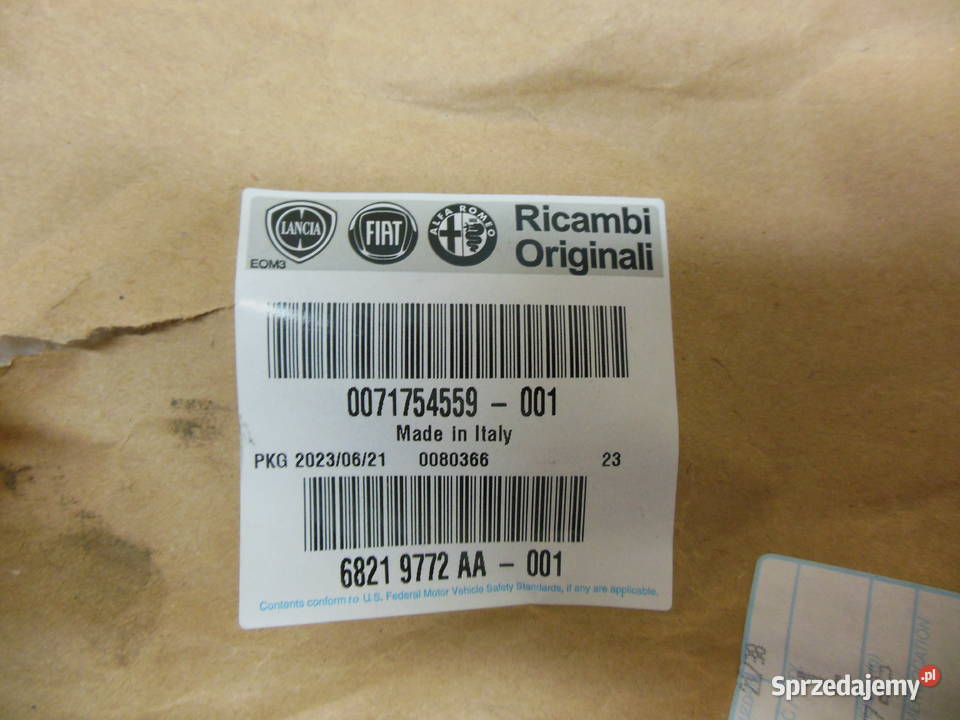 LANCIA FIAT ALFA ROMEO Ricambi
Originali
EOM3
0071754559 - 001
Made in Italy
PKG 2023/06/21 0080366 23
6821 9772 AA - 001
Contents conform to U.S. Federal Motor Vehicle Safety Standards, if any are applicable.
Sprzedajemy.pl